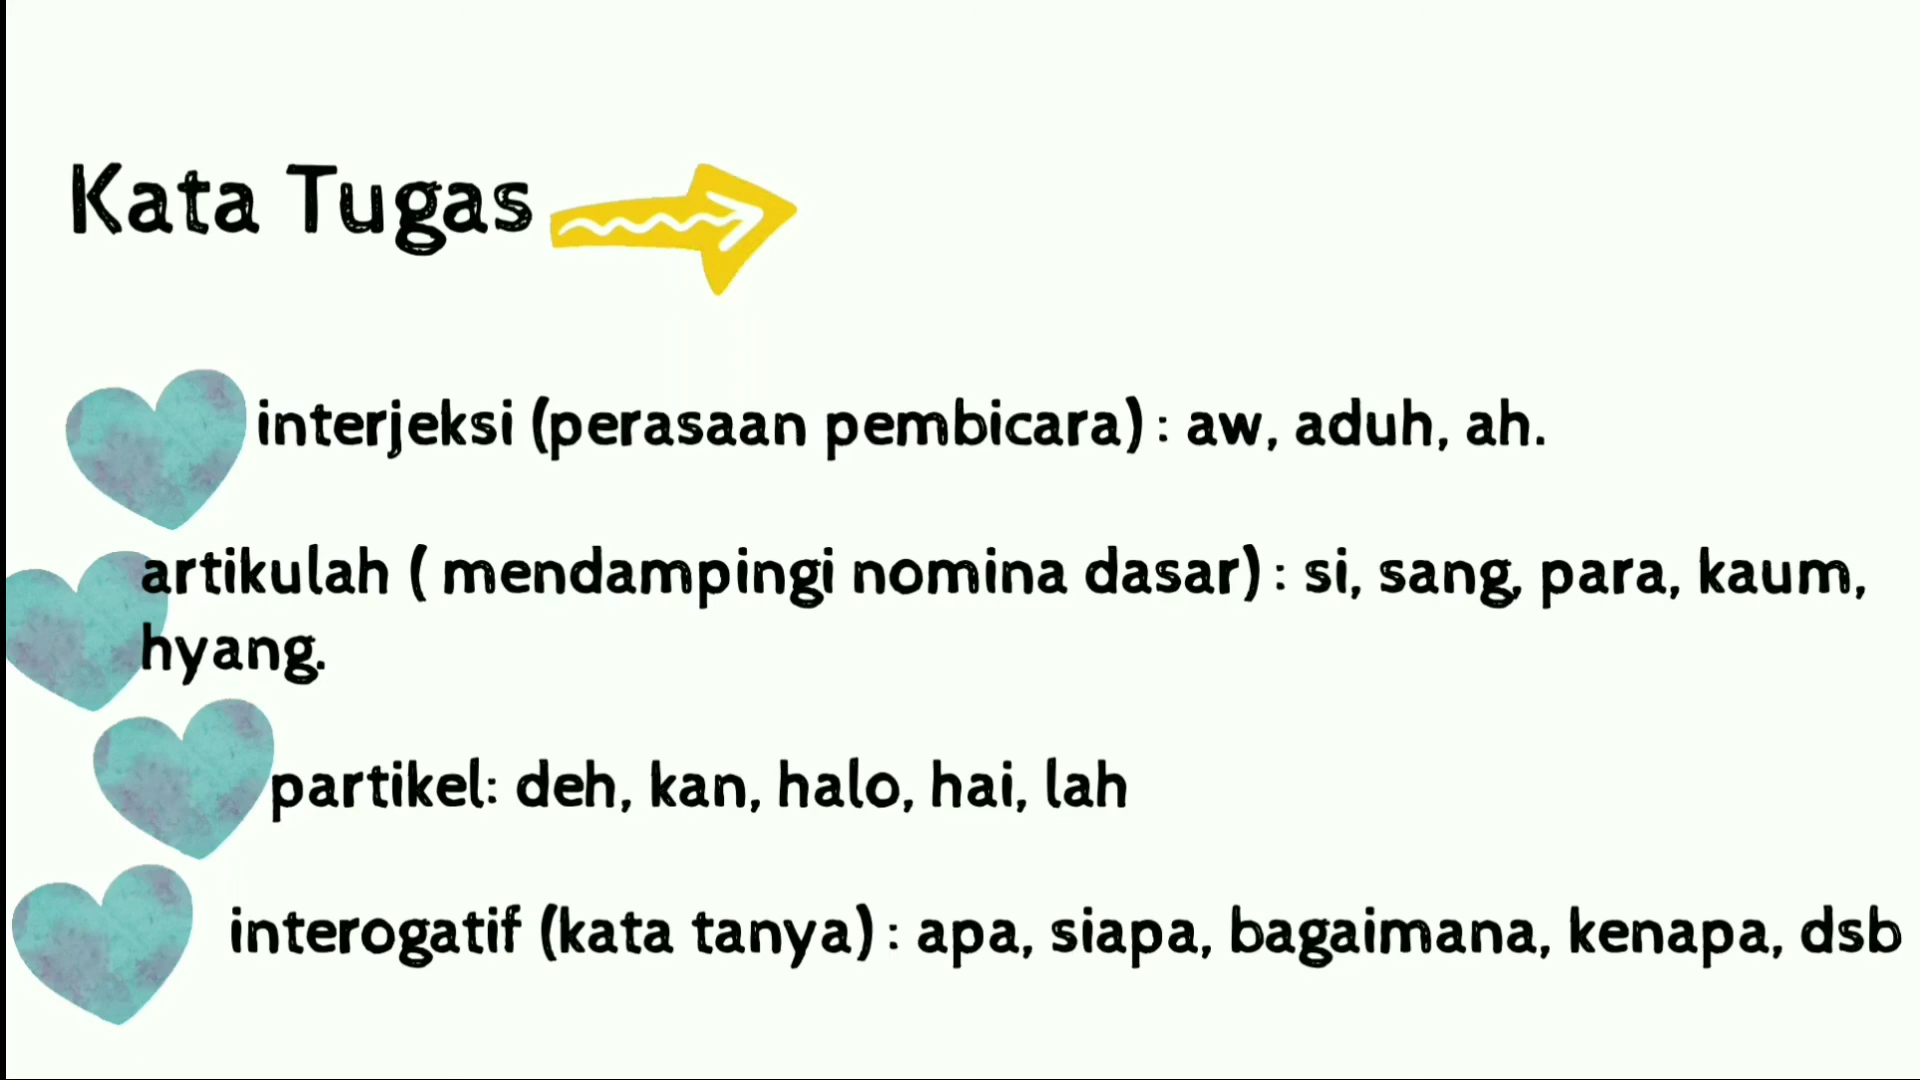 Kata Tugas
interjeksi (perasaan pembicara) : aw, aduh, ah.
artikulah ( mendampingi nomina dasar) : si, sang, para, kaum,
hyang.
partikel: deh, kan, halo, hai, lah
interogatif (kata tanya) : apa, siapa, bagaimana, kenapa, dsb